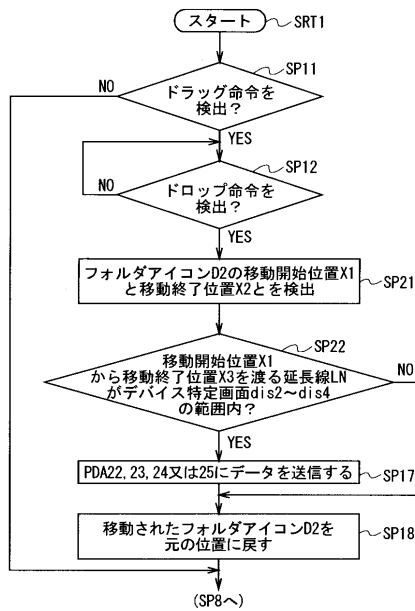 スタート
SRT1
SP11
ドラッグ命令を
検出？
NO
YES
SP12
ドロップ命令を
検出？
NO
YES
フォルダアイコンD2の移動開始位置X1
と移動終了位置X2とを検出
SP21
SP22
移動開始位置X1
から移動終了位置X3を渡る延長線LN
がデバイス特定画面dis2～dis4
の範囲内？
NO
YES
PDA22,23,24又は25にデータを送信する
SP17
移動されたフォルダアイコンD2を
元の位置に戻す
SP18
(SP8へ)